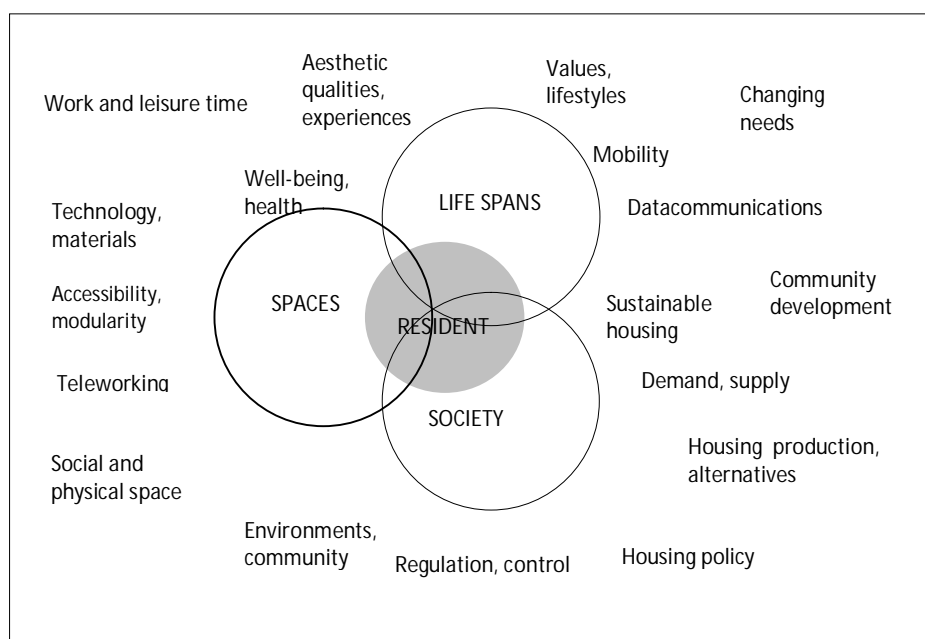 Aesthetic
qualities,
experiences
Values,
lifestyles
Work and leisure time
Changing
needs
Mobility
Well-being,
health
LIFE SPANS
Technology,
materials
Datacommunications
Accessibility,
modularity
SPACES
RESIDENT
Sustainable
housing
Community
development
Teleworking
Demand, supply
SOCIETY
Social and
physical space
Housing production,
alternatives
Environments,
community
Regulation, control
Housing policy